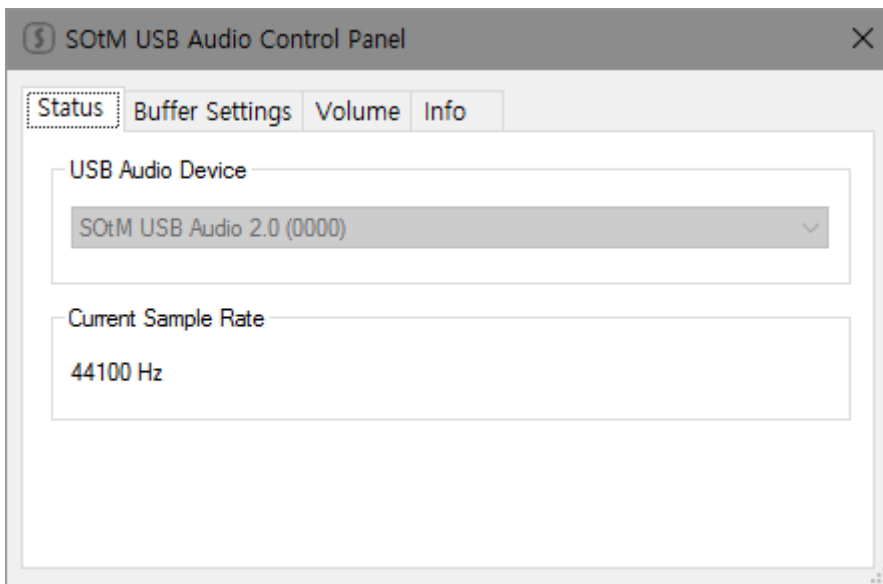 SOtM USB Audio Control Panel
Status Buffer Settings Volume Info
USB Audio Device
SOtM USB Audio 2.0 (0000)
Current Sample Rate
44100 Hz